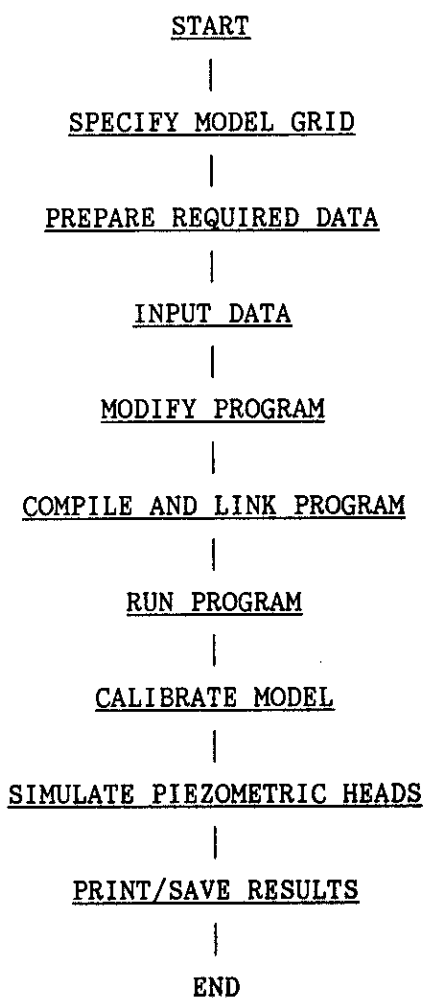 START
SPECIFY MODEL GRID
PREPARE REQUIRED DATA
INPUT DATA
MODIFY PROGRAM
COMPILE AND LINK PROGRAM
RUN PROGRAM
CALIBRATE MODEL
SIMULATE PIEZOMETRIC HEADS
PRINT/SAVE RESULTS
END